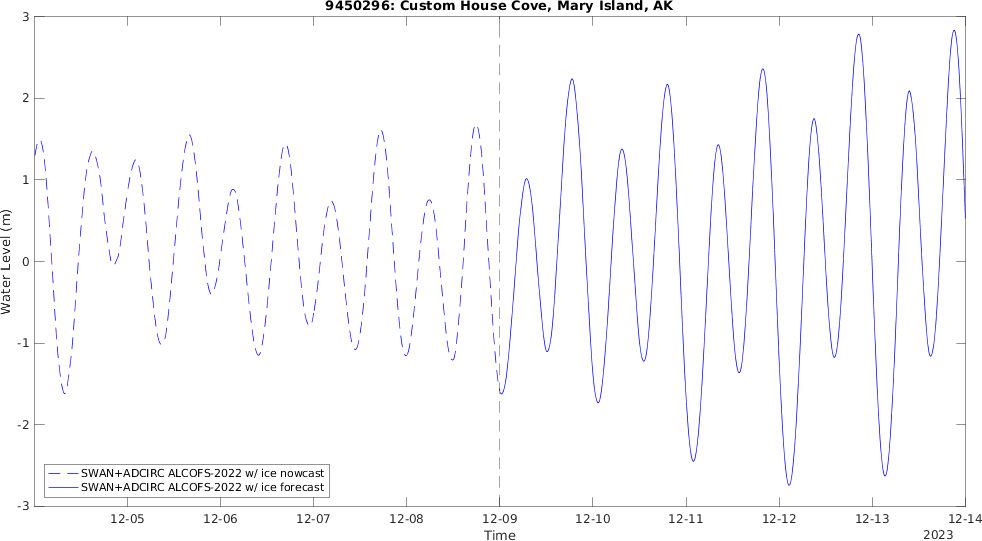 9450296: Custom House Cove, Mary Island, AK
3
2
1
0
-1
-2
-3
Water Level (m)
SWAN+ADCIRC ALCOFS-2022 w/ ice nowcast
SWAN+ADCIRC ALCOFS-2022 w/ ice forecast
12-05 12-06 12-07 12-08 12-09 12-10 12-11 12-12 12-13 12-14
Time
2023